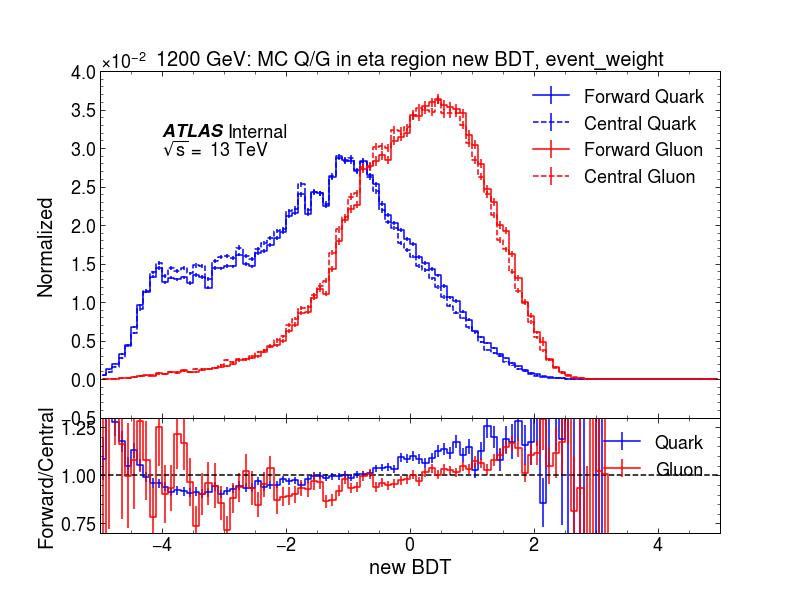 ×10⁻² 1200 GeV: MC Q/G in eta region new BDT, event_weight
ATLAS Internal
√s = 13 TeV
Forward Quark
Central Quark
Forward Gluon
Central Gluon
Normalized
4.0
3.5
3.0
2.5
2.0
1.5
1.0
0.5
0.0
0.5
Forward/Central
1.25
1.00
0.75
Quark
Gluon
−4 −2 0 2 4
new BDT